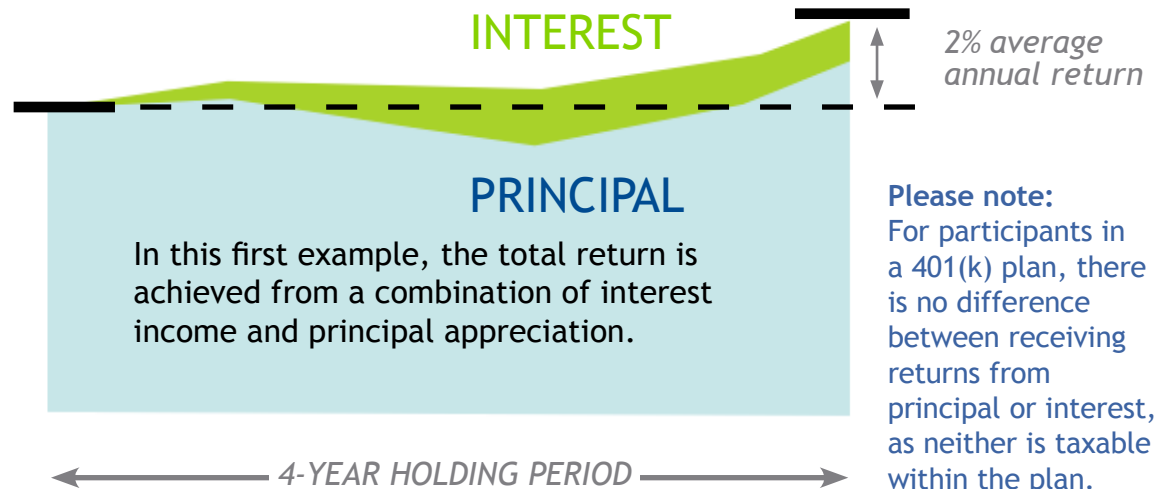 INTEREST
2% average
annual return
PRINCIPAL
In this first example, the total return is
achieved from a combination of interest
income and principal appreciation.
Please note:
For participants in
a 401(k) plan, there
is no difference
between receiving
returns from
principal or interest,
as neither is taxable
within the plan.
4-YEAR HOLDING PERIOD